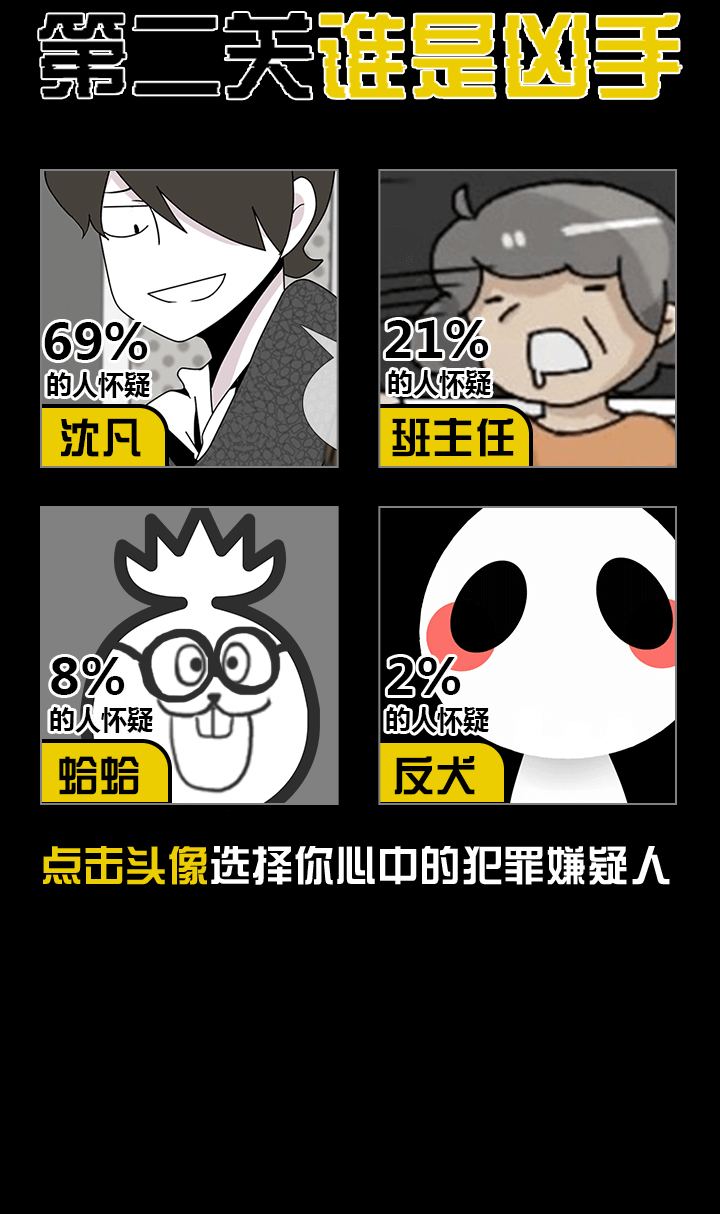 第二关谁是凶手
69%
的人怀疑
沈凡
21%
的人怀疑
班主任
8%
的人怀疑
蛤蛤
2%
的人怀疑
反犬
点击头像选择你心中的犯罪嫌疑人